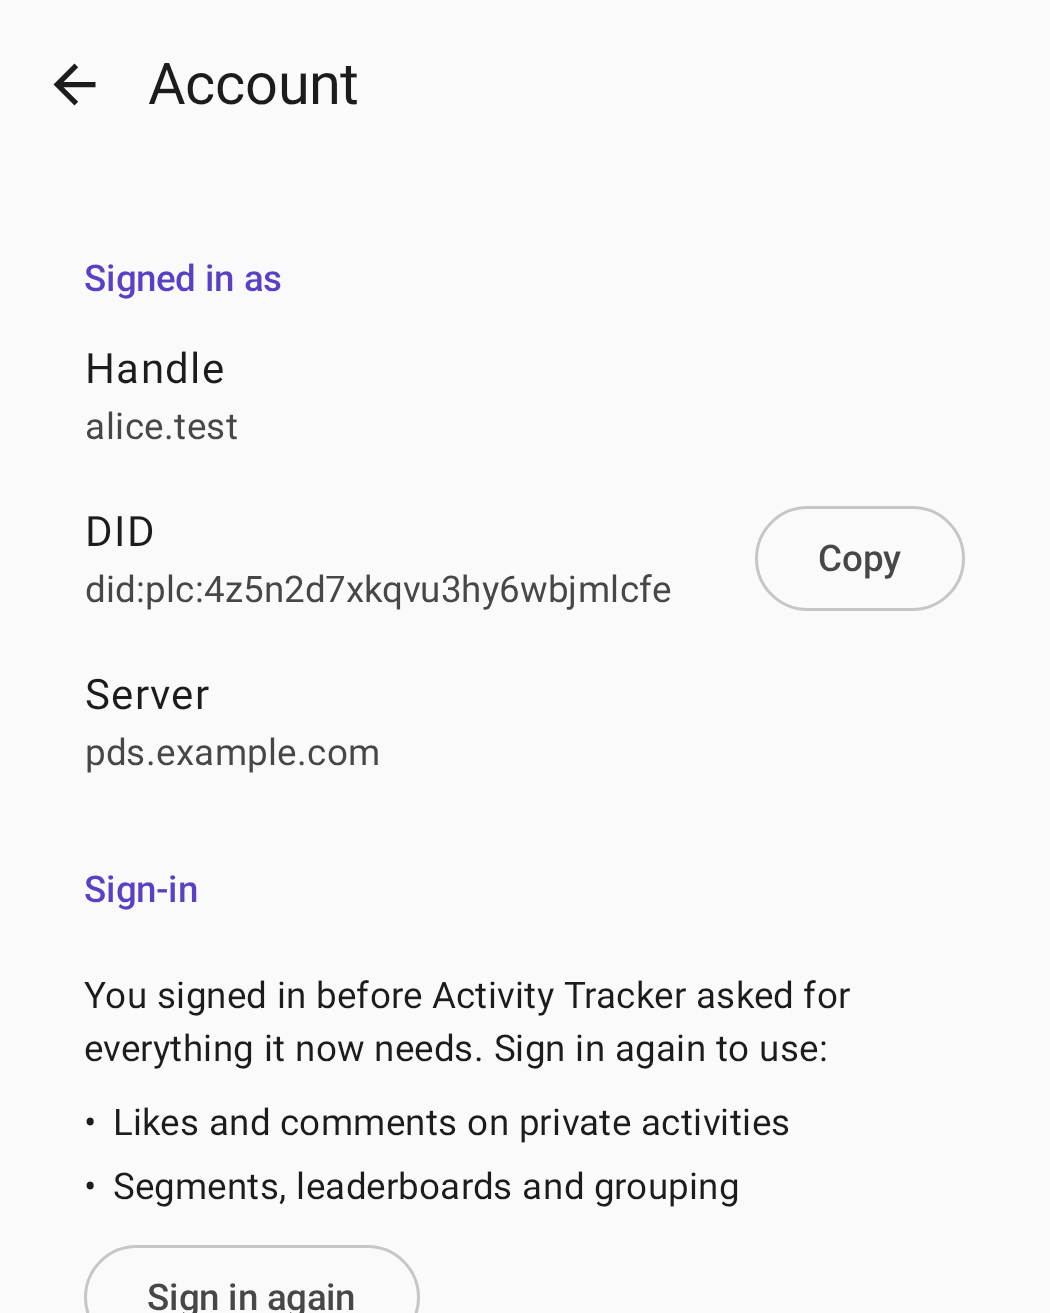 Account
Signed in as
Handle
alice.test
DID
did:plc:4z5n2d7xkqvu3hy6wbjmlcfe
Copy
Server
pds.example.com
Sign-in
You signed in before Activity Tracker asked for
everything it now needs. Sign in again to use:
• Likes and comments on private activities
• Segments, leaderboards and grouping
Sign in again